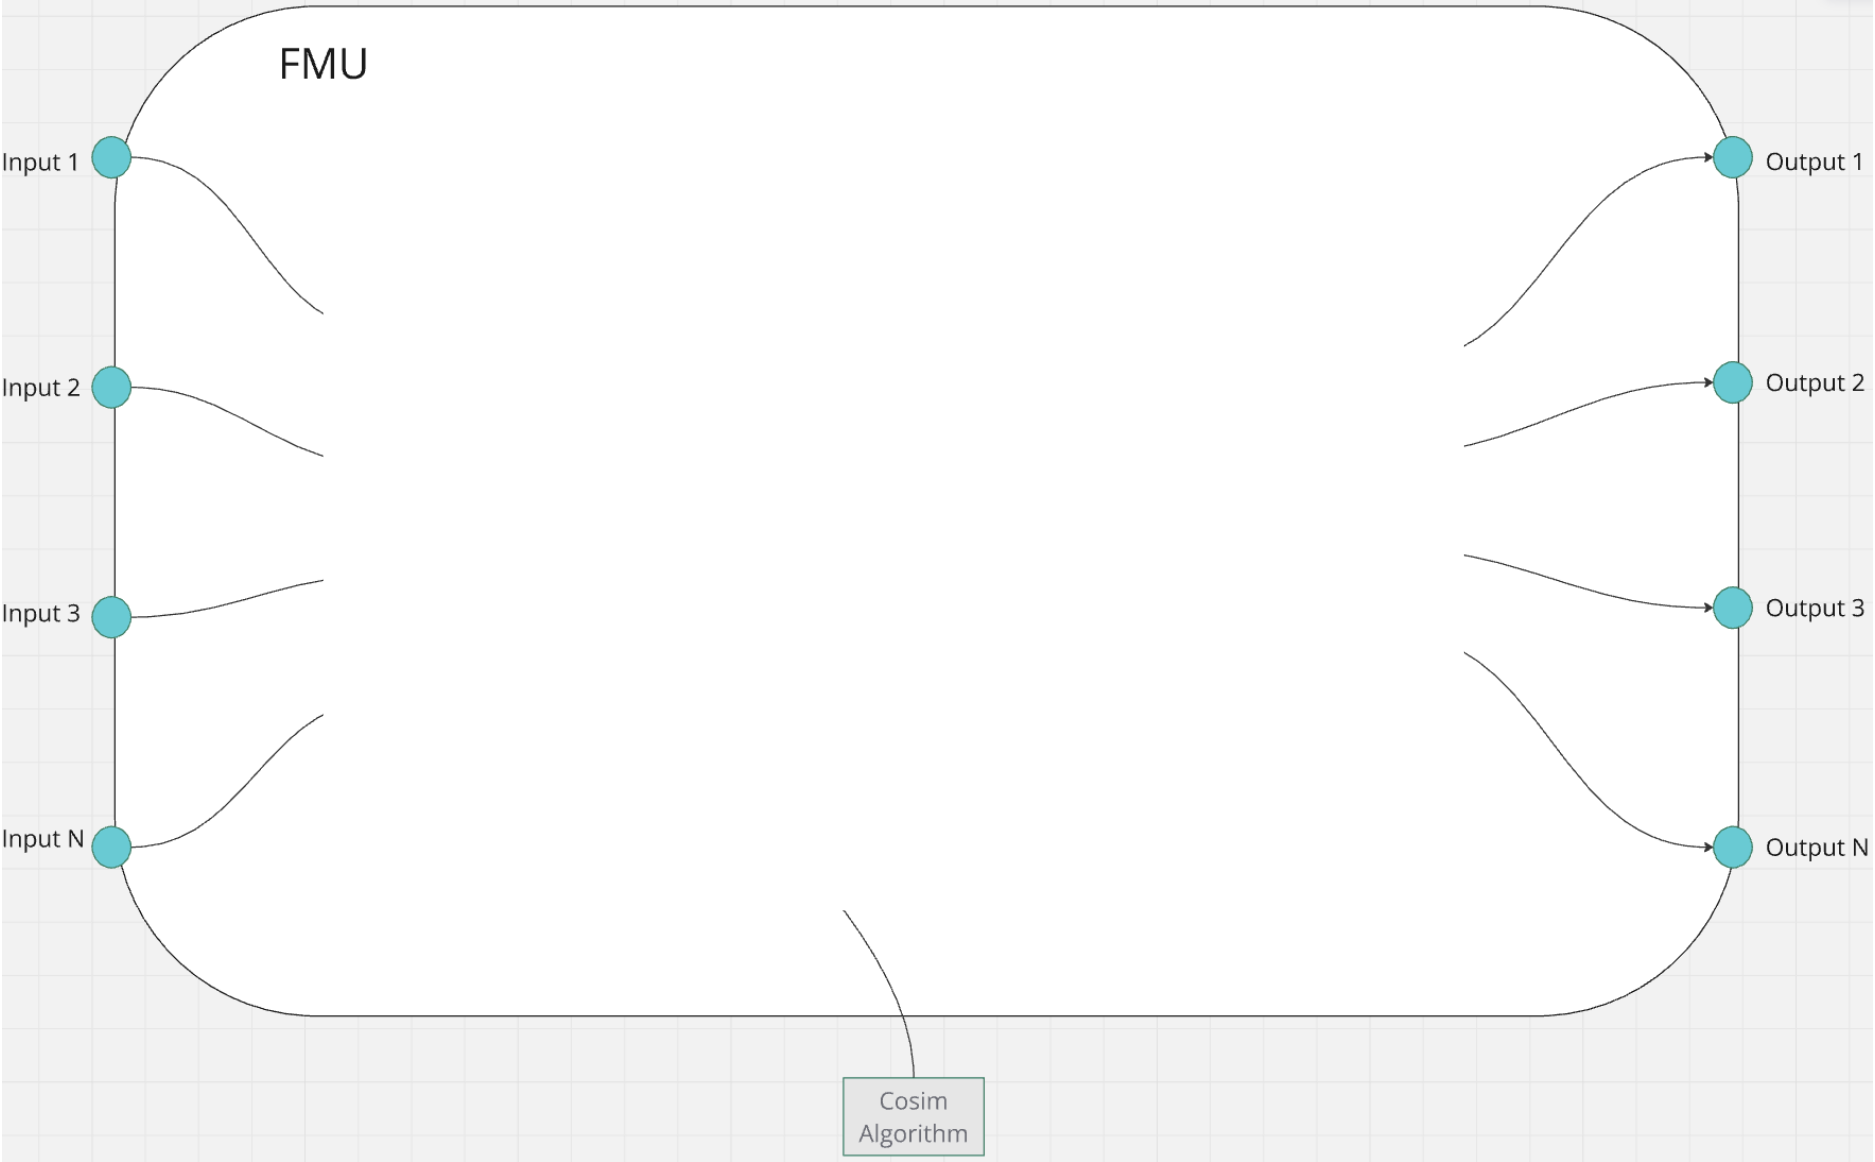 FMU
Input 1
Output 1
Input 2
Output 2
Input 3
Output 3
Input N
Output N
Cosim
Algorithm